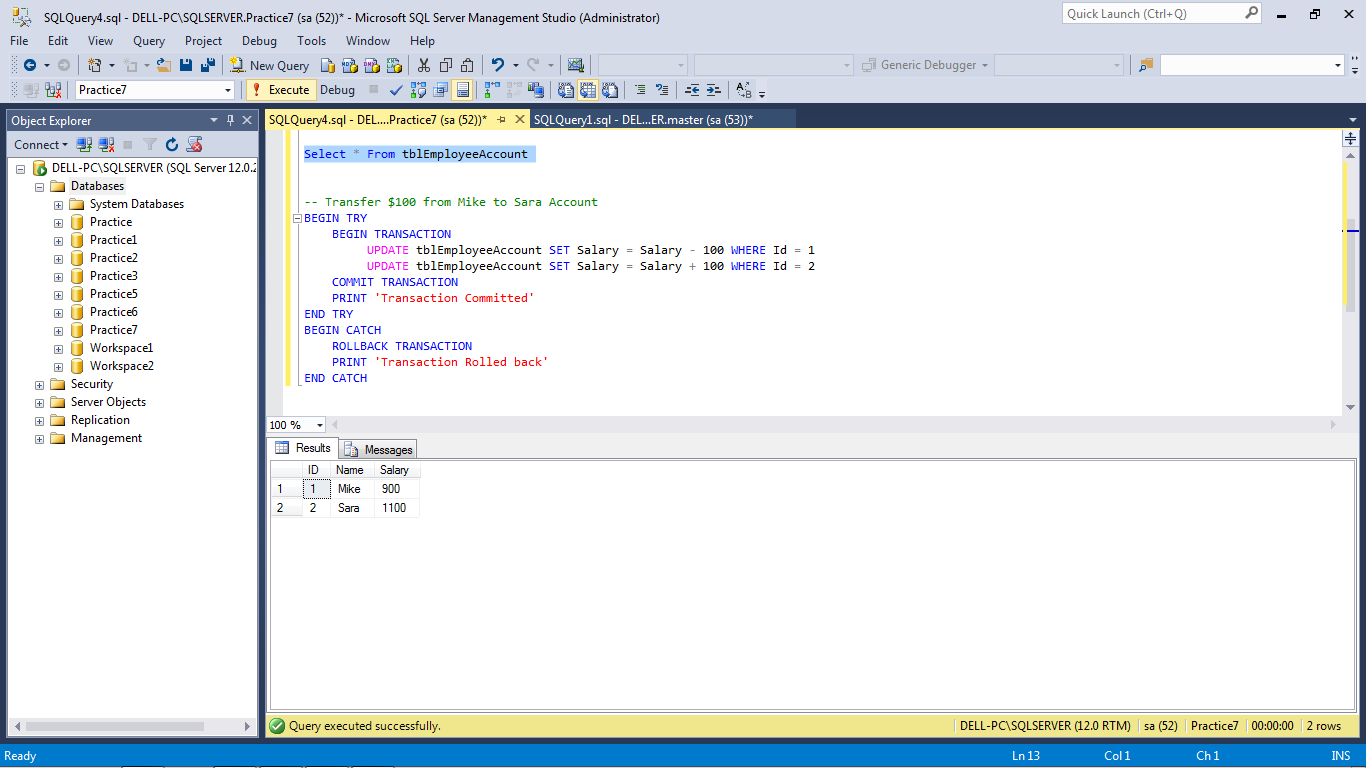 SQLQuery4.sql - DELL-PC\SQLSERVER.Practice7 (sa (52))* - Microsoft SQL Server Management Studio (Administrator)
Quick Launch (Ctrl+Q)
File Edit View Query Project Debug Tools Window Help
New Query
Generic Debugger
Practice7
Execute Debug
Object Explorer
SQLQuery4.sql - DEL....Practice7 (sa (52))*
SQLQuery1.sql - DEL...ER.master (sa (53))*
Connect
DELL-PC\SQLSERVER (SQL Server 12.0.2
Databases
System Databases
Practice
Practice1
Practice2
Practice3
Practice5
Practice6
Practice7
Workspace1
Workspace2
Security
Server Objects
Replication
Management
Select * From tblEmployeeAccount
-- Transfer $100 from Mike to Sara Account
BEGIN TRY
BEGIN TRANSACTION
UPDATE tblEmployeeAccount SET Salary = Salary - 100 WHERE Id = 1
UPDATE tblEmployeeAccount SET Salary = Salary + 100 WHERE Id = 2
COMMIT TRANSACTION
PRINT 'Transaction Committed'
END TRY
BEGIN CATCH
ROLLBACK TRANSACTION
PRINT 'Transaction Rolled back'
END CATCH
100 %
Results Messages
ID Name Salary
1 1 Mike 900
2 2 Sara 1100
Query executed successfully.
DELL-PC\SQLSERVER (12.0 RTM) sa (52) Practice7 00:00:00 2 rows
Ready
Ln 13 Col 1 Ch 1 INS